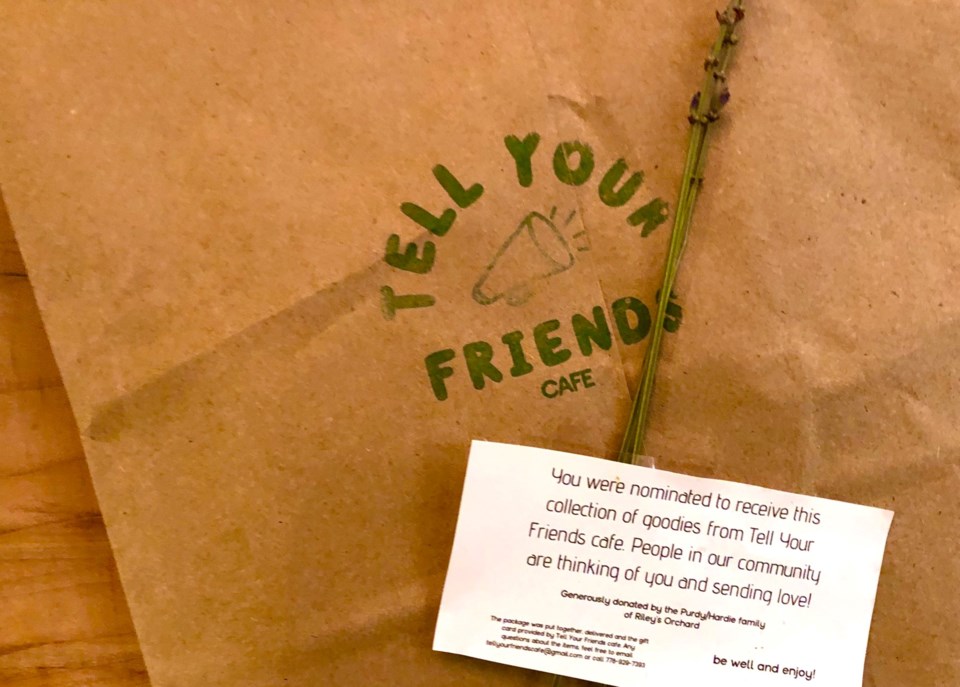 TELL YOUR
FRIENDS
CAFE
You were nominated to receive this
collection of goodies from Tell Your
Friends cafe. People in our community
are thinking of you and sending love!
Generously donated by the Purdy/Hardie family
of Riley's Orchard
The package was put together, delivered and the gift
card provided by Tell Your Friends cafe. Any
questions about the items, feel free to email
tellyourfriendscafe@gmail.com or call 778-929-7393
be well and enjoy!